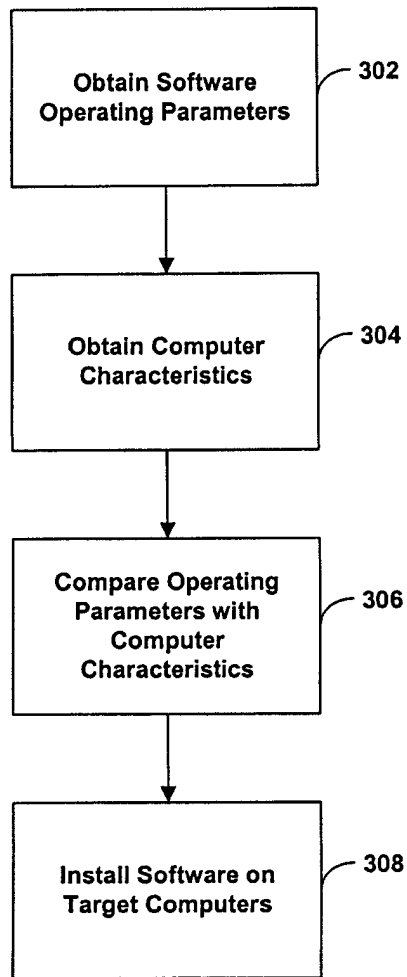 Obtain Software
Operating Parameters
302
Obtain Computer
Characteristics
304
Compare Operating
Parameters with
Computer
Characteristics
306
Install Software on
Target Computers
308